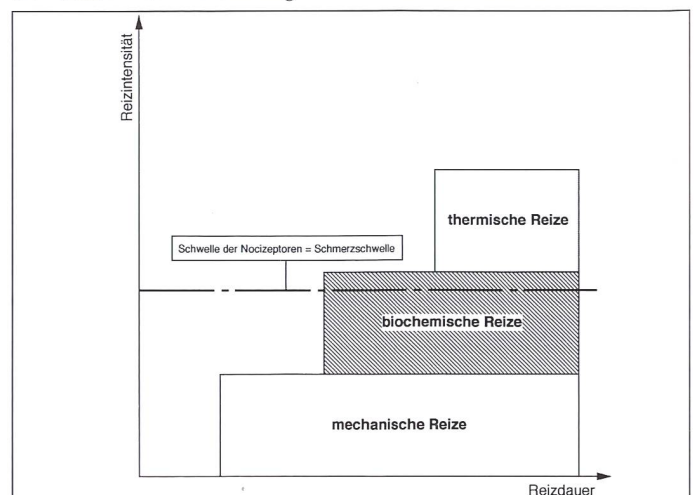 Reizintensität
thermische Reize
Schwelle der Nocizeptoren = Schmerzschwelle
biochemische Reize
mechanische Reize
Reizdauer